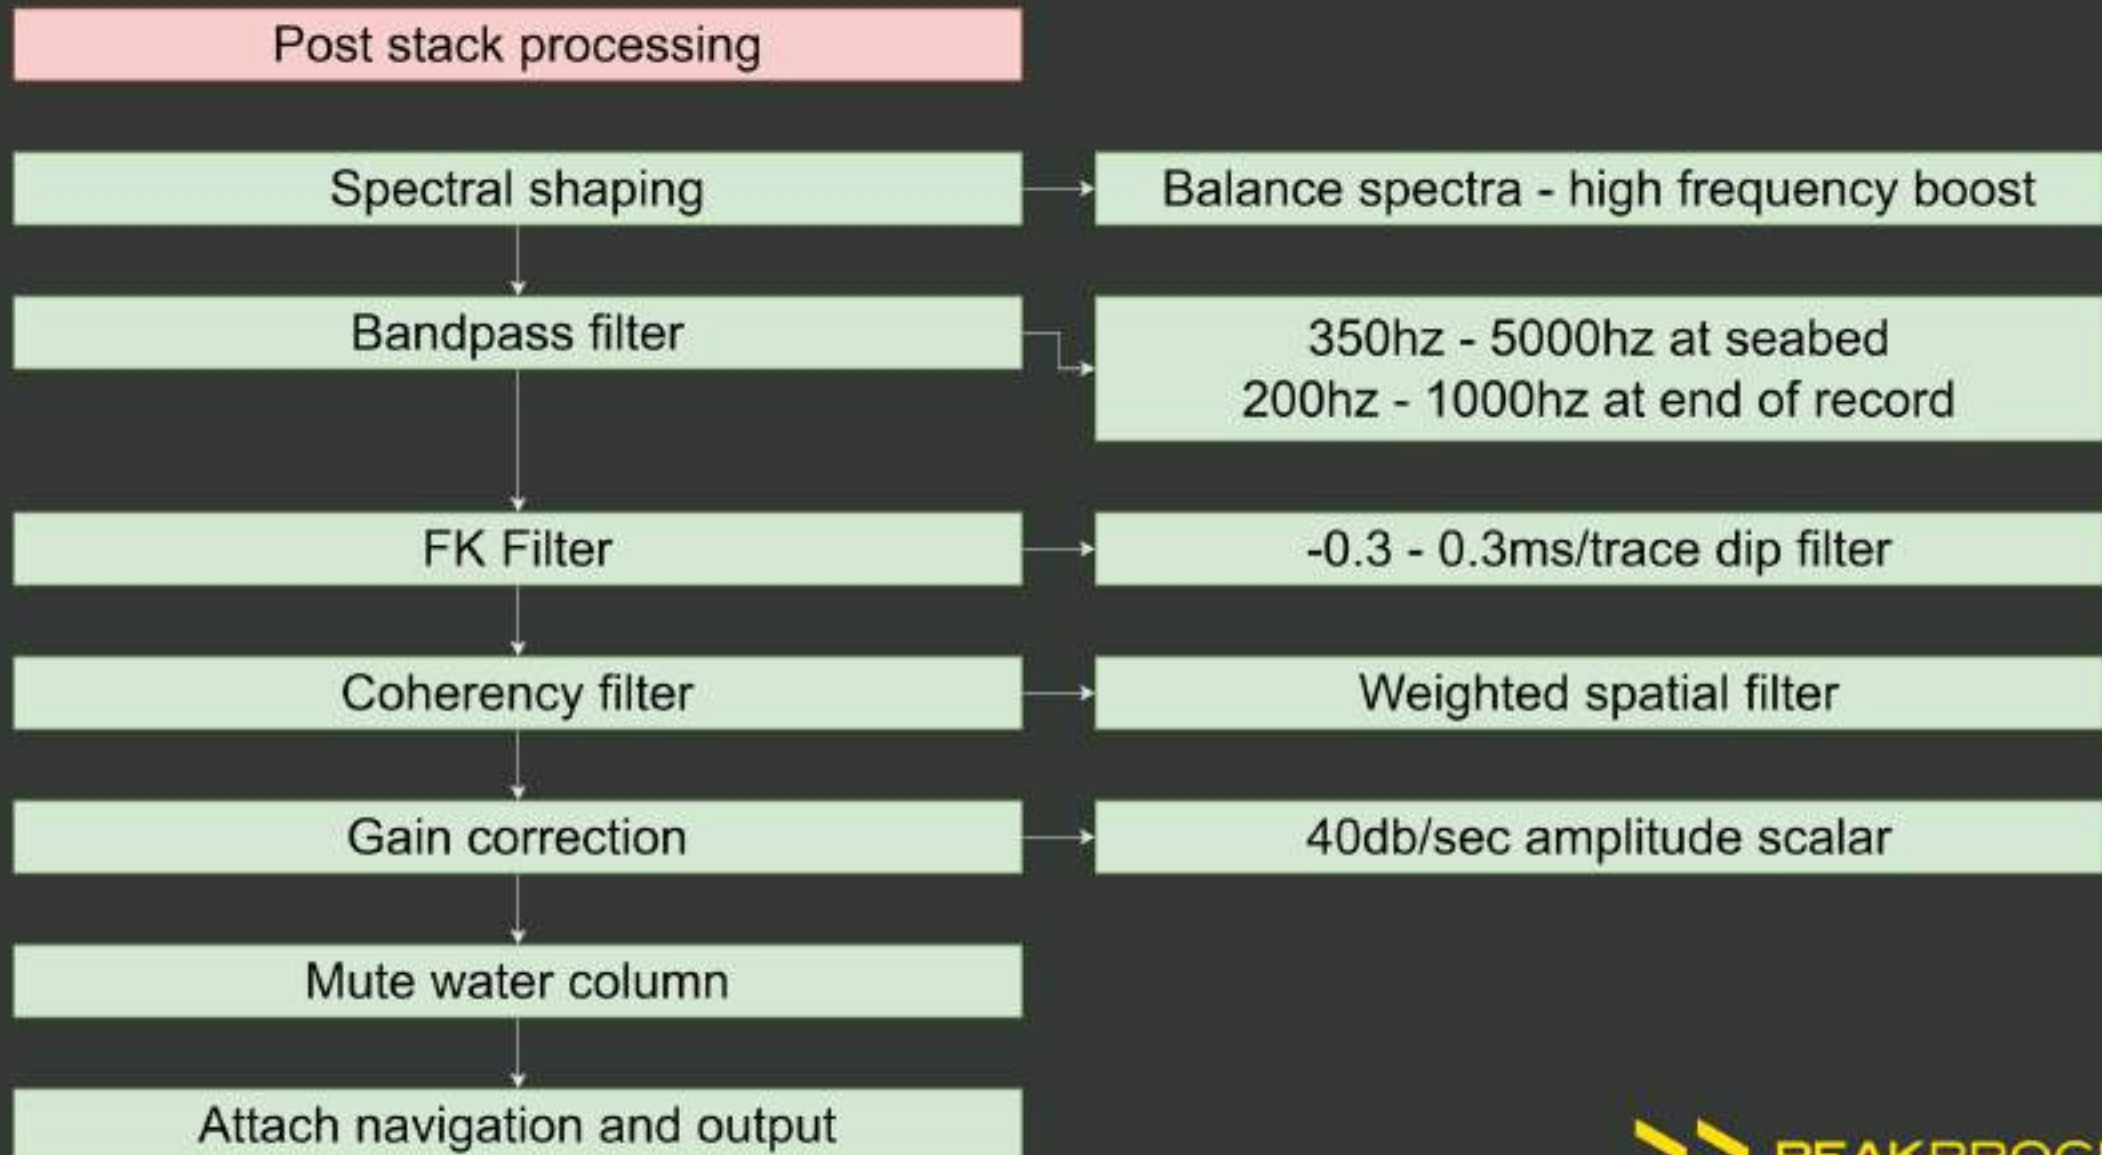 Post stack processing
Spectral shaping
Balance spectra - high frequency boost
Bandpass filter
350hz - 5000hz at seabed
200hz - 1000hz at end of record
FK Filter
-0.3 - 0.3ms/trace dip filter
Coherency filter
Weighted spatial filter
Gain correction
40db/sec amplitude scalar
Mute water column
Attach navigation and output